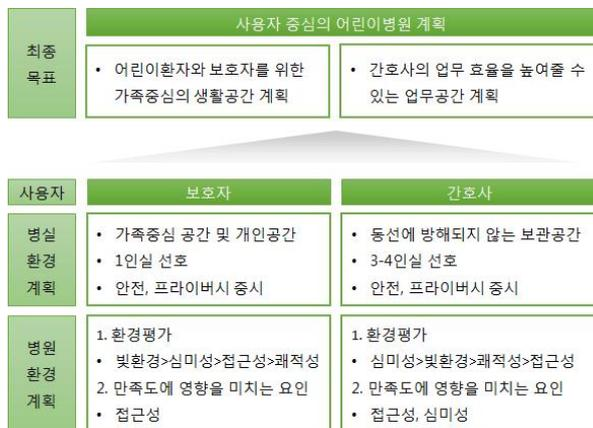 사용자 중심의 어린이병원 계획
최종
목표
• 어린이환자와 보호자를 위한
가족중심의 생활공간 계획
• 간호사의 업무 효율을 높여줄 수
있는 업무공간 계획
사용자
보호자
간호사
병실
환경
계획
• 가족중심 공간 및 개인공간
• 1인실 선호
• 안전, 프라이버시 중시
• 동선에 방해되지 않는 보관공간
• 3-4인실 선호
• 안전, 프라이버시 중시
병원
환경
계획
1. 환경평가
• 빛환경>심미성>접근성>쾌적성
2. 만족도에 영향을 미치는 요인
• 접근성
1. 환경평가
• 심미성>빛환경>쾌적성>접근성
2. 만족도에 영향을 미치는 요인
• 접근성, 심미성